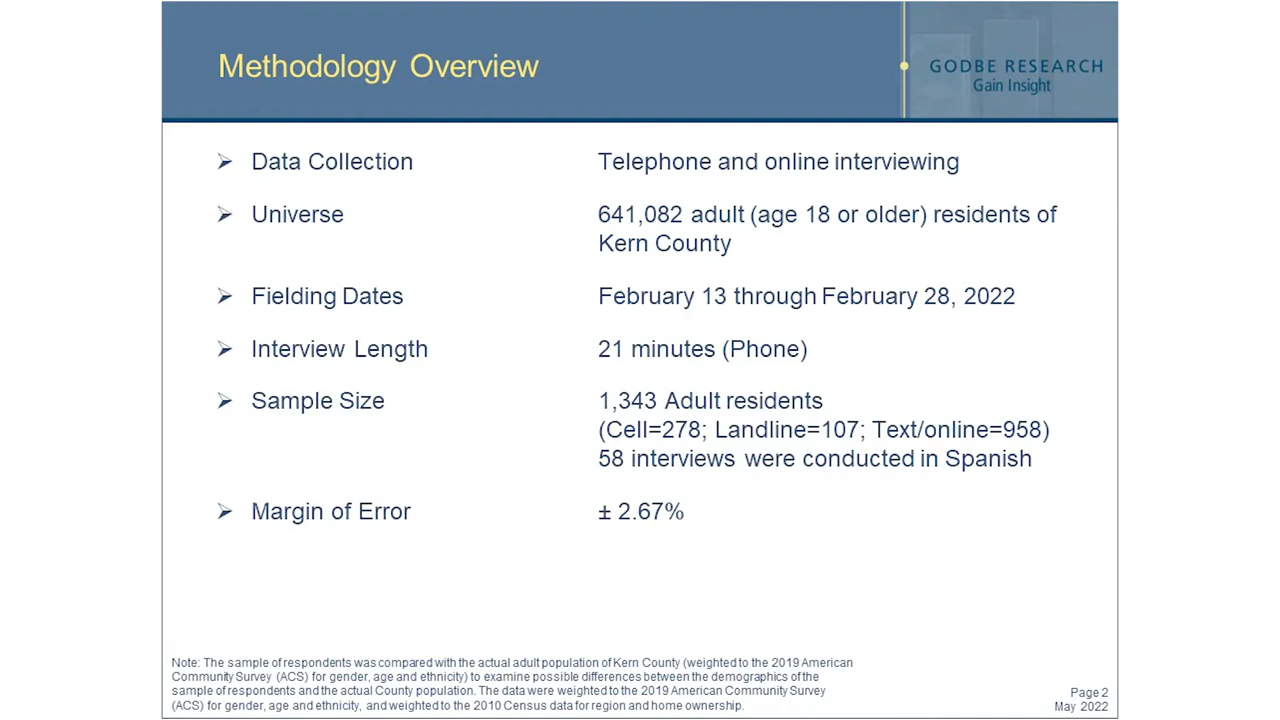 Methodology Overview
GODBE RESEARCH
Gain Insight
➢ Data Collection Telephone and online interviewing
➢ Universe 641,082 adult (age 18 or older) residents of
Kern County
➢ Fielding Dates February 13 through February 28, 2022
➢ Interview Length 21 minutes (Phone)
➢ Sample Size 1,343 Adult residents
(Cell=278; Landline=107; Text/online=958)
58 interviews were conducted in Spanish
➢ Margin of Error ± 2.67%
Note: The sample of respondents was compared with the actual adult population of Kern County (weighted to the 2019 American
Community Survey (ACS) for gender, age and ethnicity) to examine possible differences between the demographics of the
sample of respondents and the actual County population. The data were weighted to the 2019 American Community Survey
(ACS) for gender, age and ethnicity, and weighted to the 2010 Census data for region and home ownership.
Page 2
May 2022